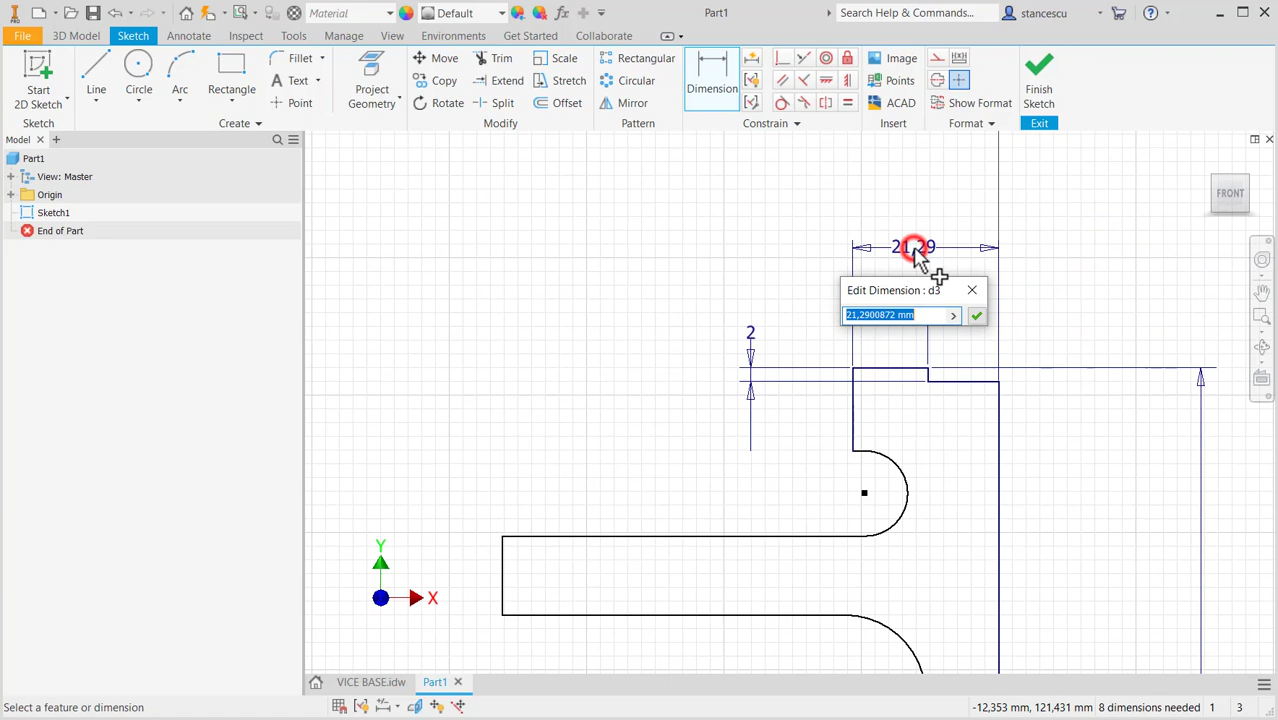 Material
Default
Part1
Search Help & Commands...
stancescu
File
3D Model
Sketch
Annotate
Inspect
Tools
Manage
View
Environments
Get Started
Collaborate
Start
2D Sketch
Line
Circle
Arc
Rectangle
Fillet
Text
Point
Project
Geometry
Move
Copy
Rotate
Trim
Extend
Split
Scale
Stretch
Offset
Rectangular
Circular
Mirror
Dimension
Image
Points
ACAD
Show Format
Finish
Sketch
Sketch
Create
Modify
Pattern
Constrain
Insert
Format
Exit
Model
Part1
View: Master
Origin
Sketch1
End of Part
FRONT
21,29
Edit Dimension : d3
21,2900872 mm
2
Y
X
VICE BASE.idw
Part1
Select a feature or dimension
-12,353 mm, 121,431 mm
8 dimensions needed
1
3